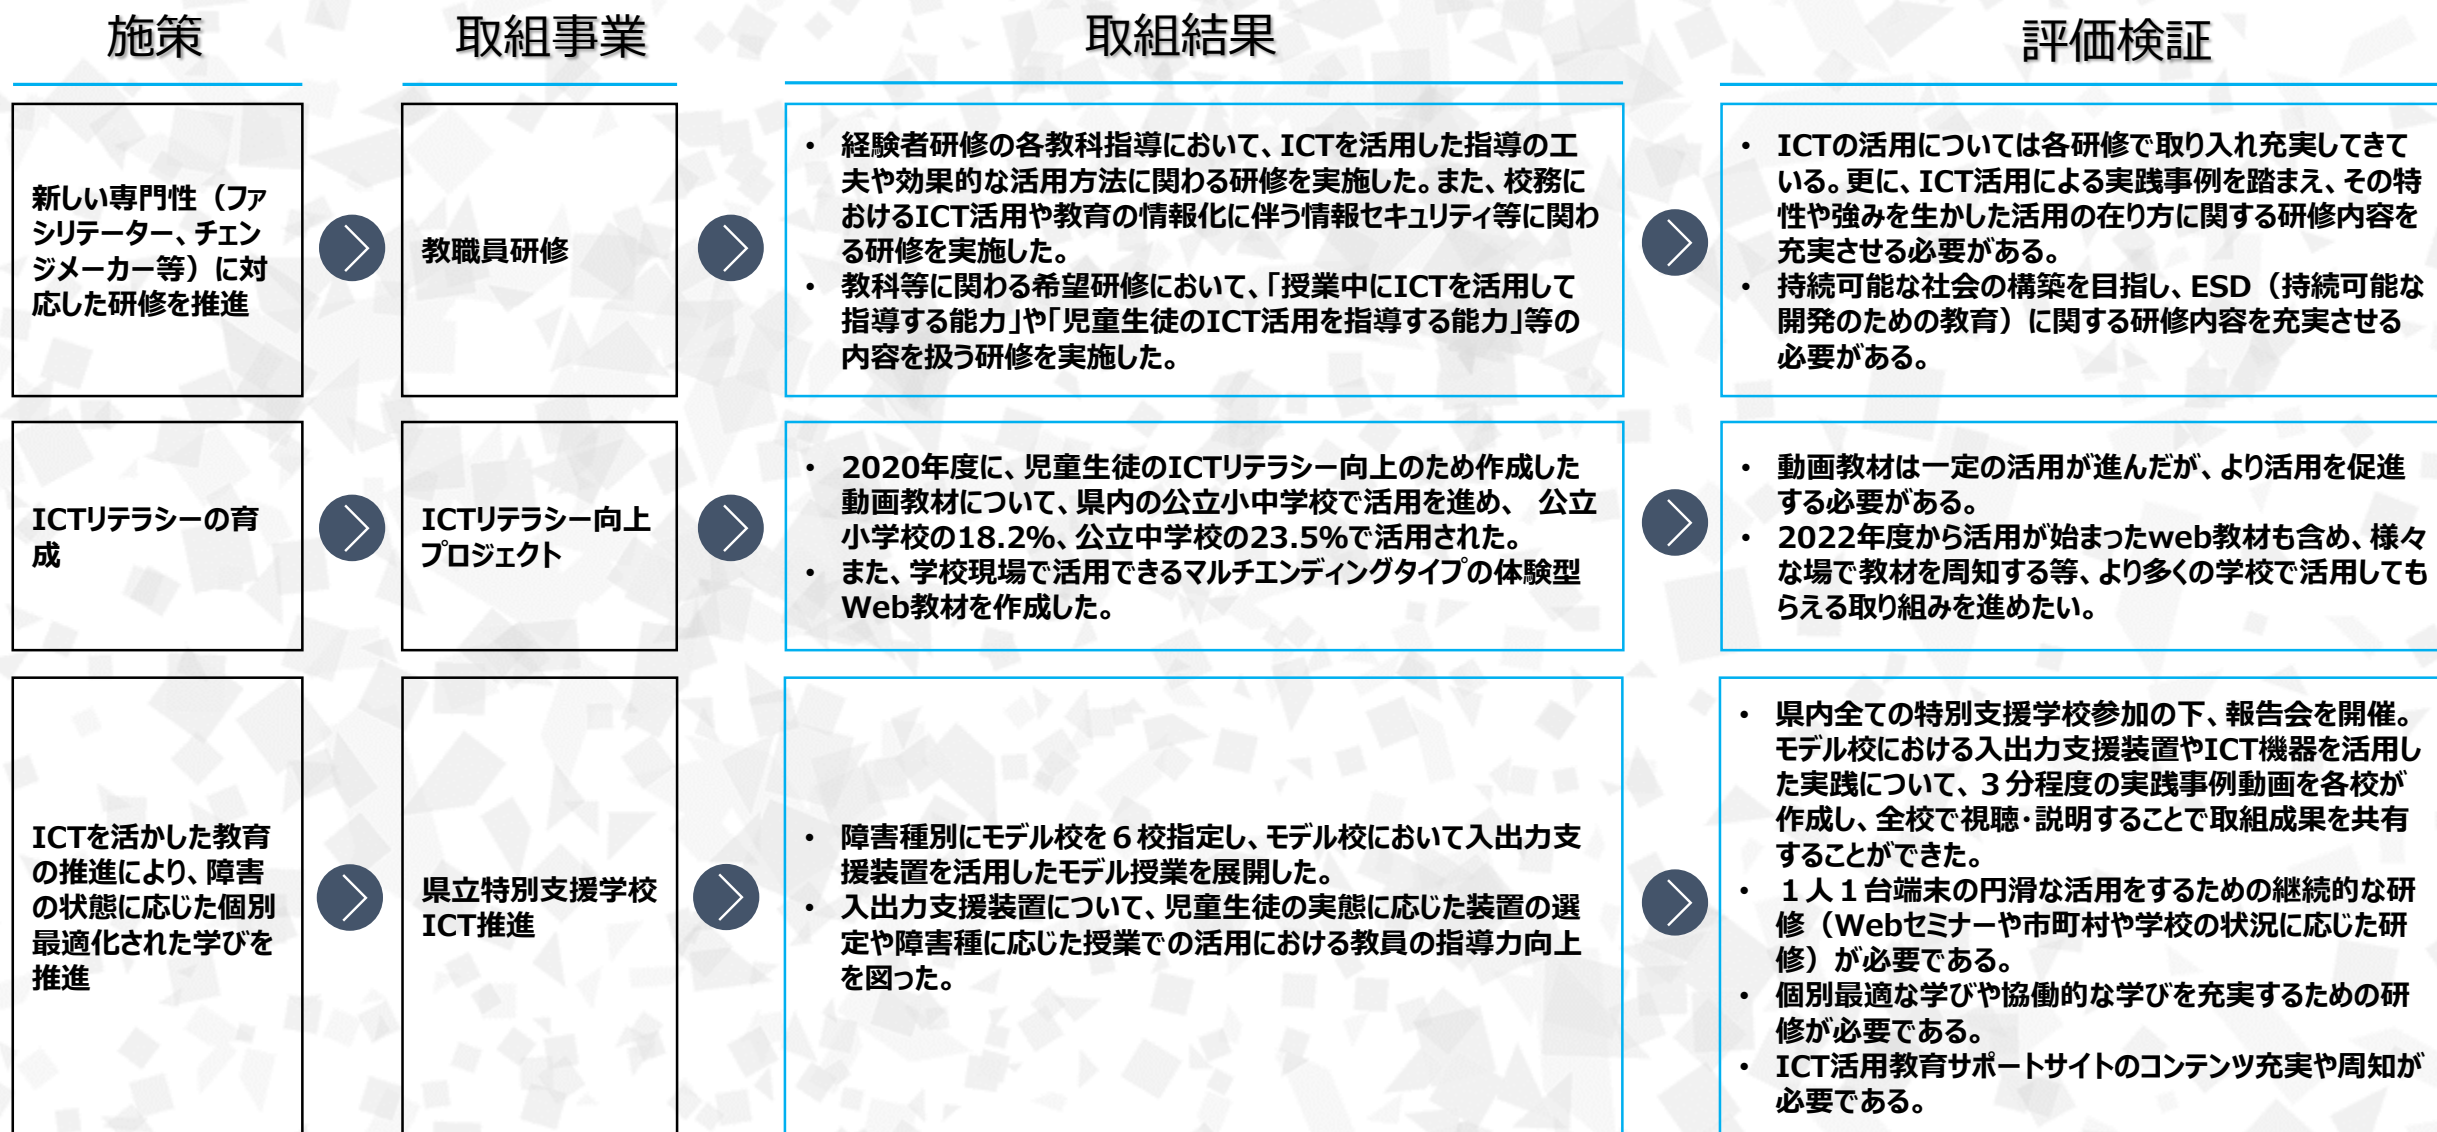 施策
取組事業
取組結果
評価検証
新しい専門性（ファ
シリテーター、チェン
ジメーカー等）に対
応した研修を推進
教職員研修
• 経験者研修の各教科指導において、ICTを活用した指導の工
夫や効果的な活用方法に関わる研修を実施した。また、校務に
おけるICT活用や教育の情報化に伴う情報セキュリティ等に関わ
る研修を実施した。
• 教科等に関わる希望研修において、「授業中にICTを活用して
指導する能力」や「児童生徒のICT活用を指導する能力」等の
内容を扱う研修を実施した。
• ICTの活用については各研修で取り入れ充実してきて
いる。更に、ICT活用による実践事例を踏まえ、その特
性や強みを生かした活用の在り方に関する研修内容を
充実させる必要がある。
• 持続可能な社会の構築を目指し、ESD（持続可能な
開発のための教育）に関する研修内容を充実させる
必要がある。
ICTリテラシーの育
成
ICTリテラシー向上
プロジェクト
• 2020年度に、児童生徒のICTリテラシー向上のため作成した
動画教材について、県内の公立小中学校で活用を進め、 公立
小学校の18.2%、公立中学校の23.5%で活用された。
• また、学校現場で活用できるマルチエンディングタイプの体験型
Web教材を作成した。
• 動画教材は一定の活用が進んだが、より活用を促進
する必要がある。
• 2022年度から活用が始まったweb教材も含め、様々
な場で教材を周知する等、より多くの学校で活用しても
らえる取り組みを進めたい。
ICTを活かした教育
の推進により、障害
の状態に応じた個別
最適化された学びを
推進
県立特別支援学校
ICT推進
• 障害種別にモデル校を６校指定し、モデル校において入出力支
援装置を活用したモデル授業を展開した。
• 入出力支援装置について、児童生徒の実態に応じた装置の選
定や障害種に応じた授業での活用における教員の指導力向上
を図った。
• 県内全ての特別支援学校参加の下、報告会を開催。
モデル校における入出力支援装置やICT機器を活用し
た実践について、３分程度の実践事例動画を各校が
作成し、全校で視聴・説明することで取組成果を共有
することができた。
• １人１台端末の円滑な活用をするための継続的な研
修（Webセミナーや市町村や学校の状況に応じた研
修）が必要である。
• 個別最適な学びや協働的な学びを充実するための研
修が必要である。
• ICT活用教育サポートサイトのコンテンツ充実や周知が
必要である。